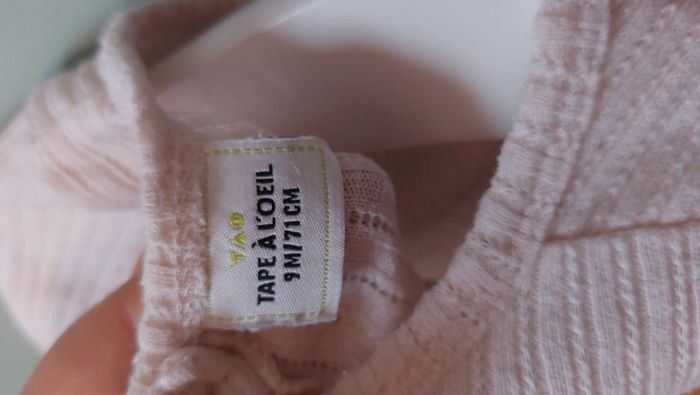 TAO
TAPE À L'OEIL
9M/71CM